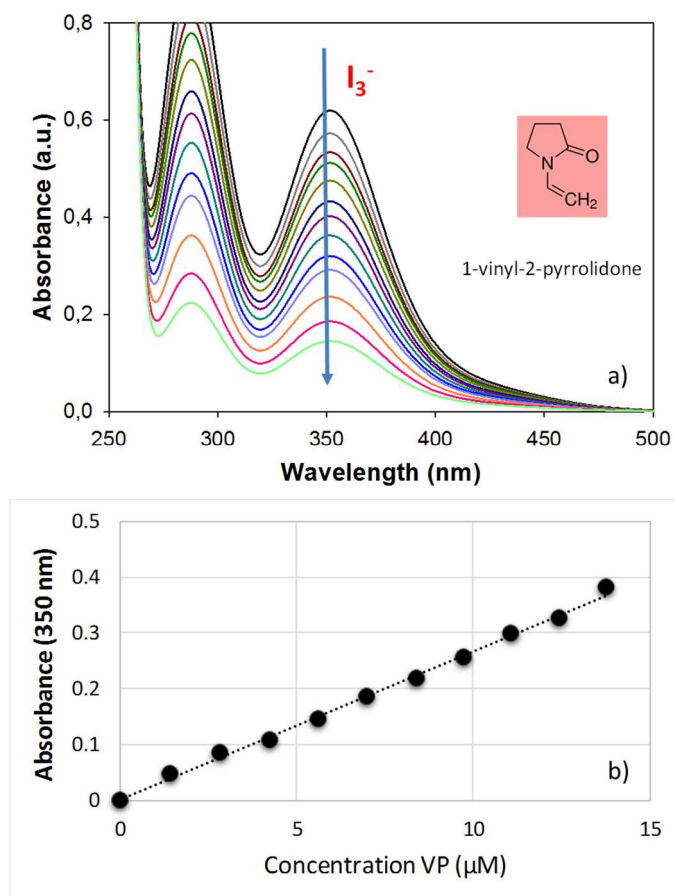 0,8
0,6
0,4
0,2
0,0
Absorbance (a.u.)
I3-
N
O
CH2
1-vinyl-2-pyrrolidone
a)
250 300 350 400 450 500
Wavelength (nm)
0.5
0.4
0.3
0.2
0.1
0
Absorbance (350 nm)
b)
0 5 10 15
Concentration VP (µM)